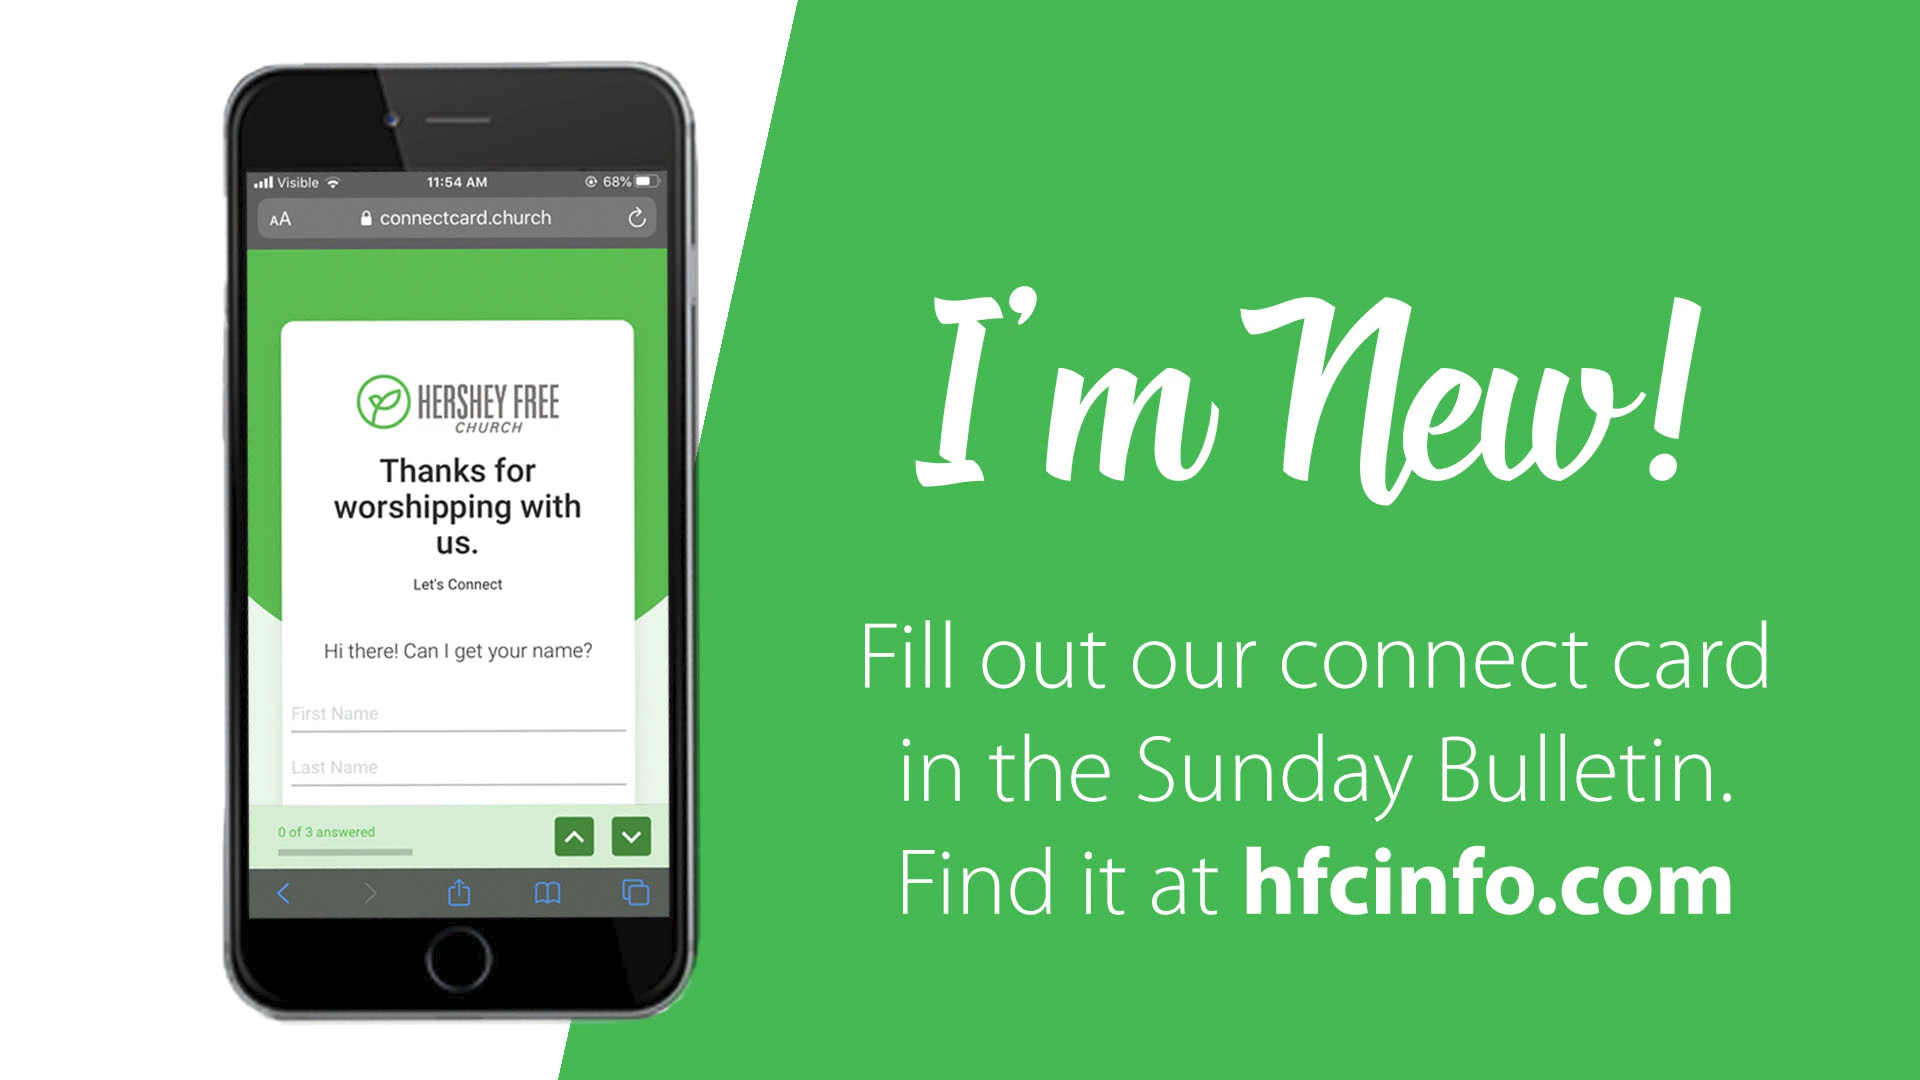 Visible
11:54 AM
68%
AA
connectcard.church
HERSHEY FREE
CHURCH
Thanks for
worshipping with
us.
Let's Connect
Hi there! Can I get your name?
First Name
Last Name
0 of 3 answered
I'm New!
Fill out our connect card
in the Sunday Bulletin.
Find it at hfcinfo.com